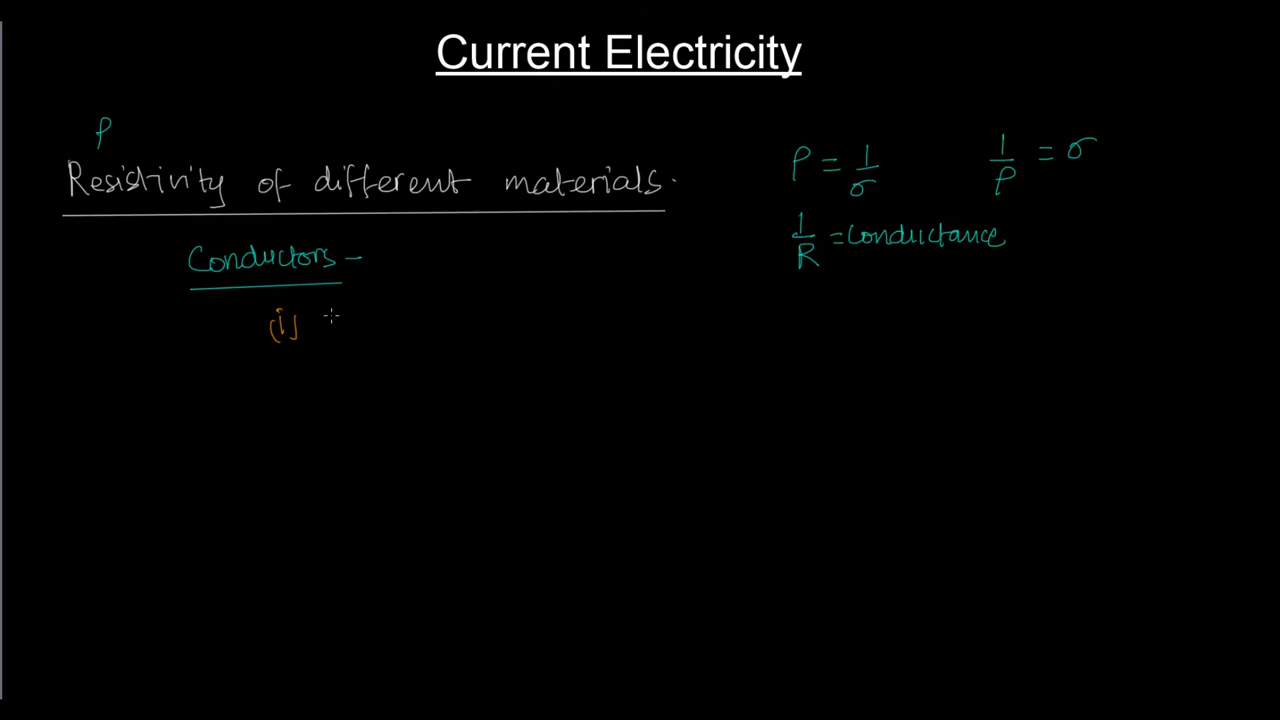 Current Electricity
ρ
Resistivity of different materials.
Conductors -
(i)
ρ = 1/σ
1/ρ = σ
1/R = Conductance